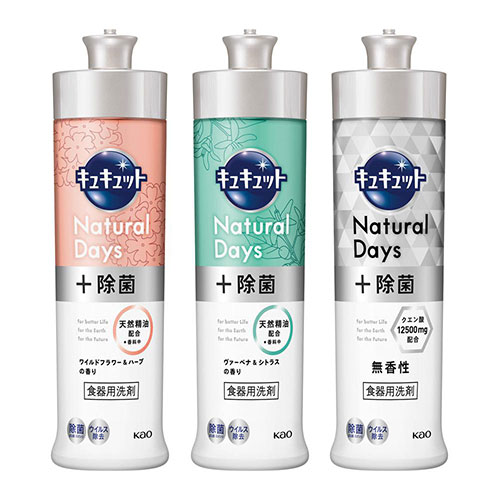 キュキュット
Natural
Days
+除菌
for better Life
for the Earth
for the Future
天然精油
配合
ワイルドフラワー&ハーブ
の香り
食器用洗剤
除菌
ウイルス
除去
Kao
キュキュット
Natural
Days
+除菌
for better Life
for the Earth
for the Future
天然精油
配合
ヴァーベナ&シトラス
の香り
食器用洗剤
除菌
ウイルス
除去
Kao
キュキュット
Natural
Days
+除菌
for better Life
for the Earth
for the Future
クエン酸
12500mg
配合
無香性
食器用洗剤
除菌
ウイルス
除去
Kao